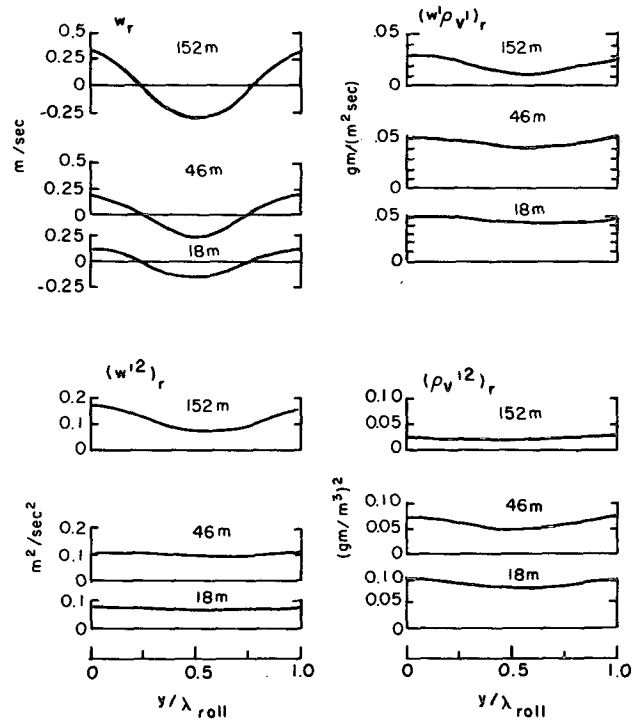 w_r
0.5
0.25
0
-0.25
152m
m/sec
0.5
0.25
0
-0.25
46m
0.25
0
-0.25
18m
(w'ρ_v')_r
.05
0
152m
gm/(m²sec)
.05
0
46m
.05
0
18m
(w'²)_r
0.2
0.1
0
152m
m²/sec²
0.2
0.1
0
46m
0.1
0
18m
0 0.5 1.0
y/λ_roll
(ρ_v'²)_r
0.10
0.05
0
152m
(gm/m³)²
0.10
0.05
0
46m
0.10
0.05
0
18m
0 0.5 1.0
y/λ_roll